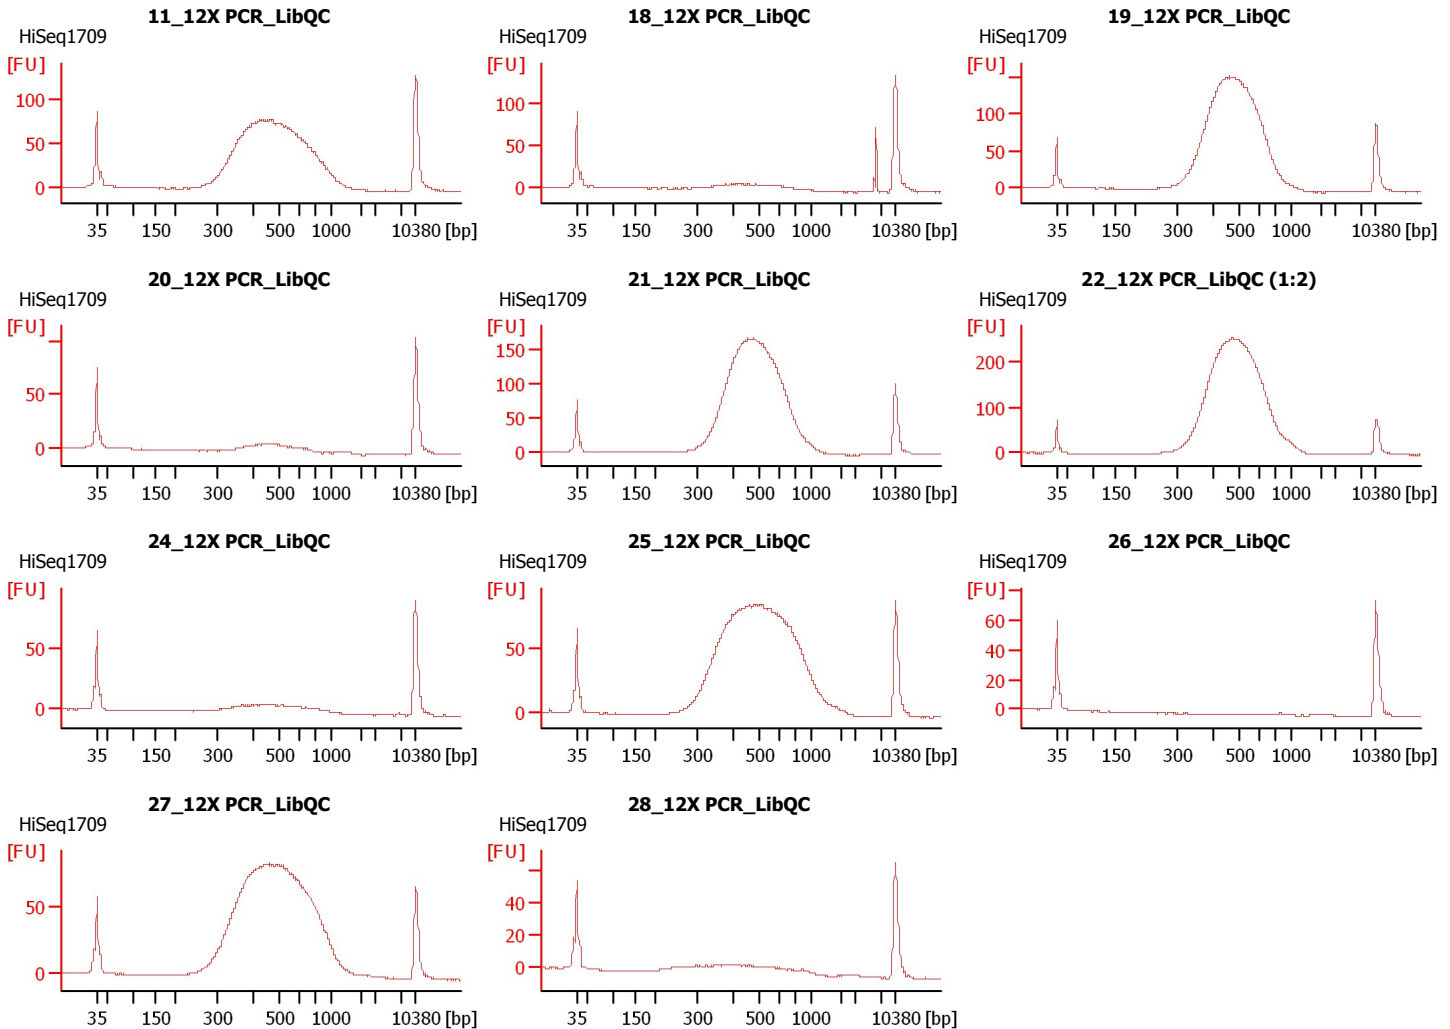 11_12X PCR_LibQC
HiSeq1709
[FU]
100
50
0
35 150 300 500 1000 10380 [bp]
18_12X PCR_LibQC
HiSeq1709
[FU]
100
50
0
35 150 300 500 1000 10380 [bp]
19_12X PCR_LibQC
HiSeq1709
[FU]
100
50
0
35 150 300 500 1000 10380 [bp]
20_12X PCR_LibQC
HiSeq1709
[FU]
50
0
35 150 300 500 1000 10380 [bp]
21_12X PCR_LibQC
HiSeq1709
[FU]
150
100
50
0
35 150 300 500 1000 10380 [bp]
22_12X PCR_LibQC (1:2)
HiSeq1709
[FU]
200
100
0
35 150 300 500 1000 10380 [bp]
24_12X PCR_LibQC
HiSeq1709
[FU]
50
0
35 150 300 500 1000 10380 [bp]
25_12X PCR_LibQC
HiSeq1709
[FU]
50
0
35 150 300 500 1000 10380 [bp]
26_12X PCR_LibQC
HiSeq1709
[FU]
60
40
20
0
35 150 300 500 1000 10380 [bp]
27_12X PCR_LibQC
HiSeq1709
[FU]
50
0
35 150 300 500 1000 10380 [bp]
28_12X PCR_LibQC
HiSeq1709
[FU]
40
20
0
35 150 300 500 1000 10380 [bp]